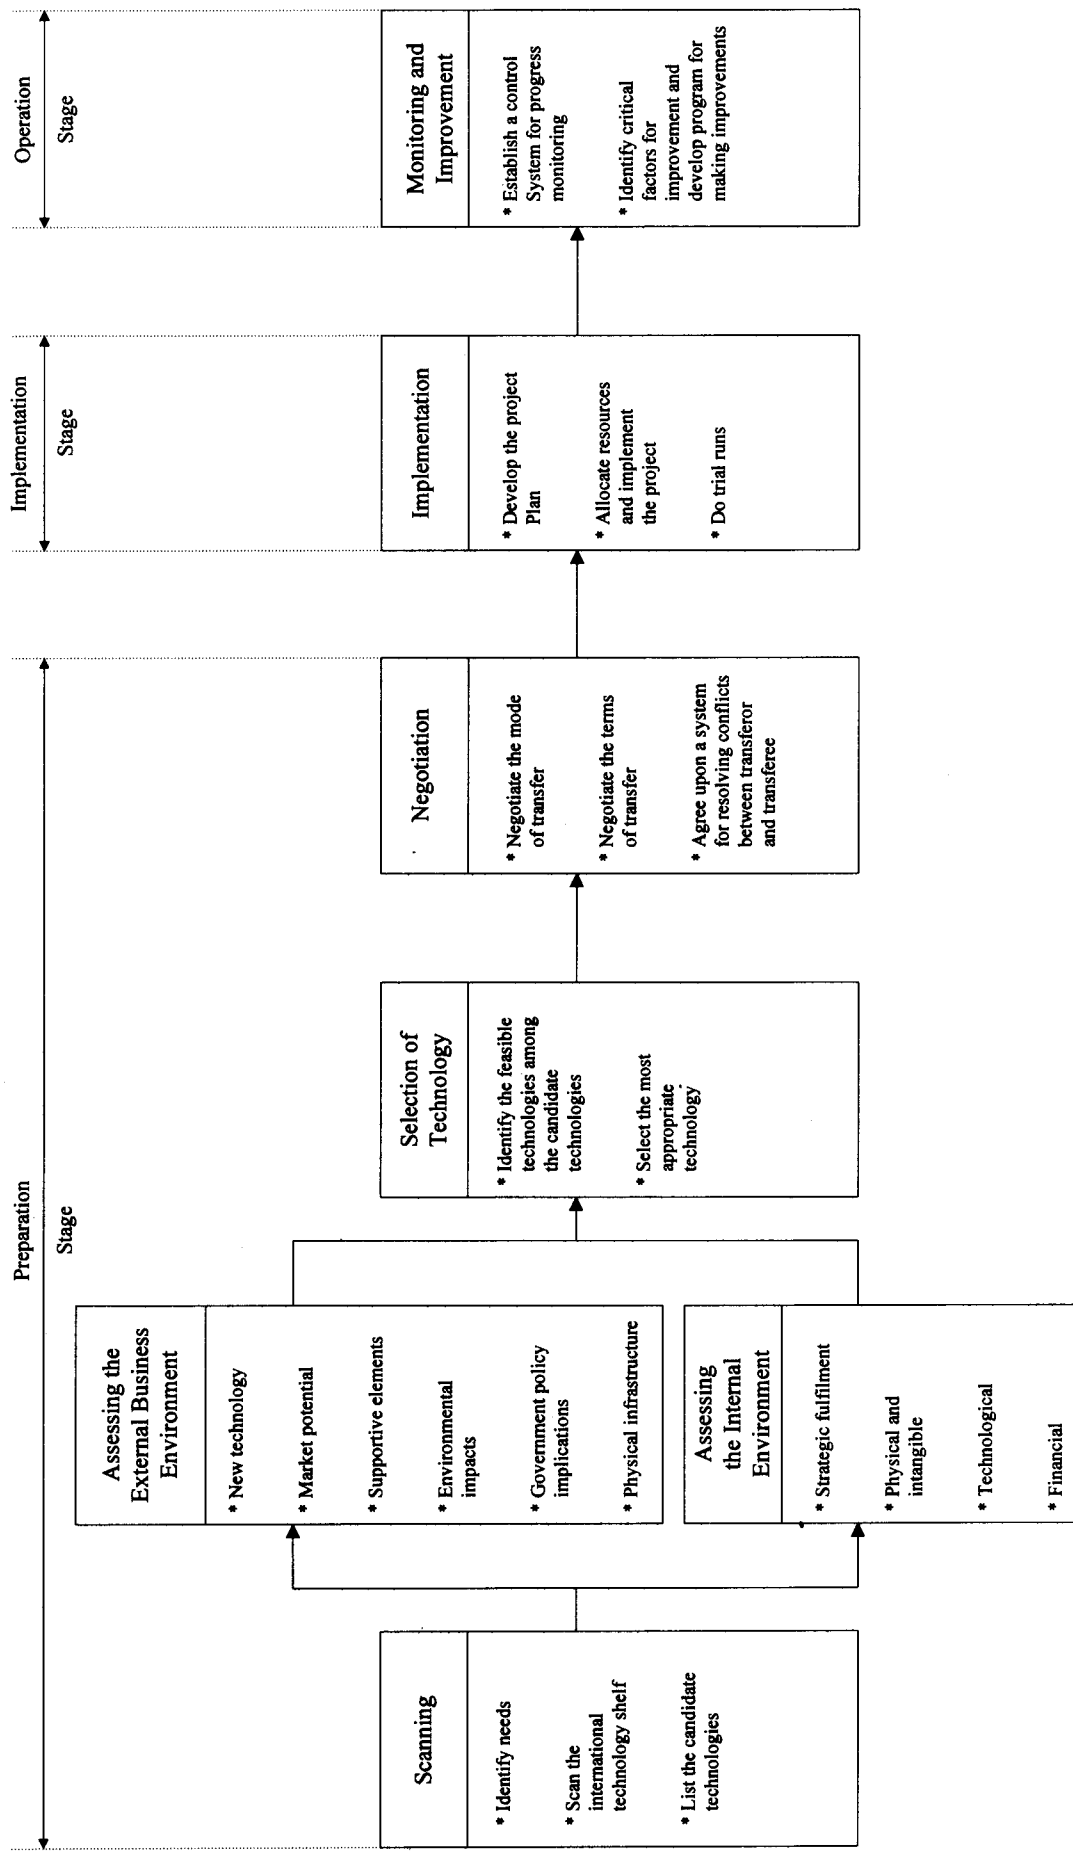 Preparation
Stage
Implementation
Stage
Operation
Stage
Scanning
* Identify needs
* Scan the
international
technology shelf
* List the candidate
technologies
Assessing the
External Business
Environment
* New technology
* Market potential
* Supportive elements
* Environmental
impacts
* Government policy
implications
* Physical infrastructure
Assessing
the Internal
Environment
* Strategic fulfilment
* Physical and
intangible
* Technological
* Financial
Selection of
Technology
* Identify the feasible
technologies among
the candidate
technologies
* Select the most
appropriate
technology
Negotiation
* Negotiate the mode
of transfer
* Negotiate the terms
of transfer
* Agree upon a system
for resolving conflicts
between transferor
and transferee
Implementation
* Develop the project
Plan
* Allocate resources
and implement
the project
* Do trial runs
Monitoring and
Improvement
* Establish a control
System for progress
monitoring
* Identify critical
factors for
improvement and
develop program for
making improvements